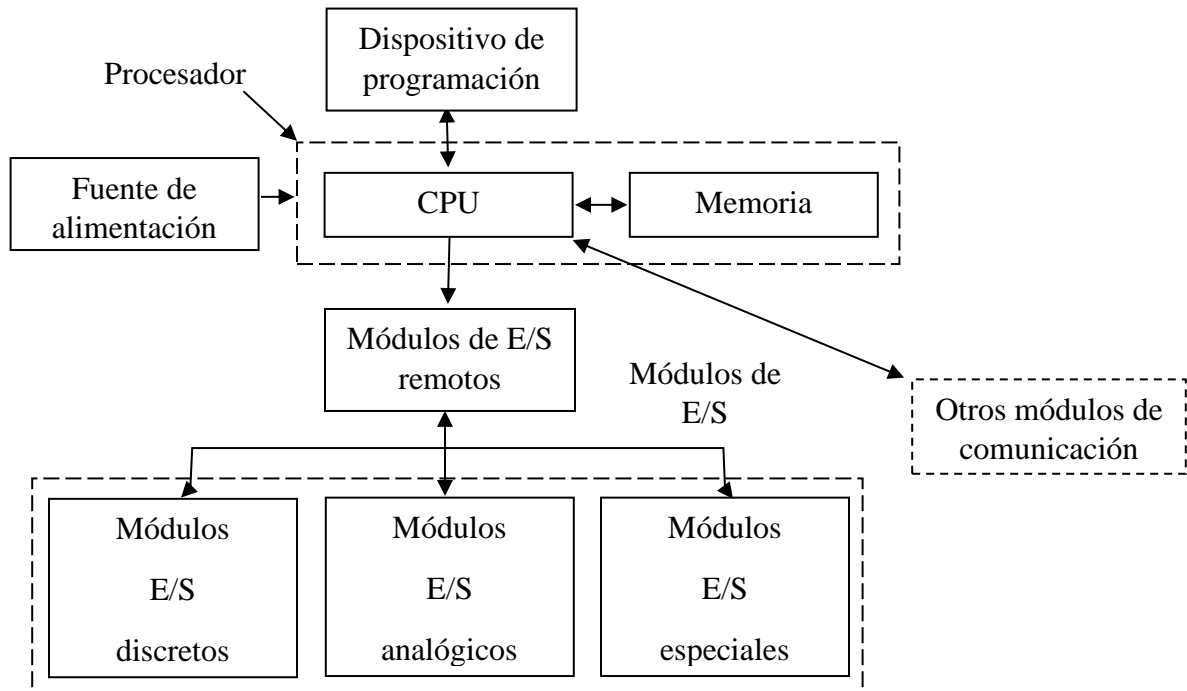 Dispositivo de
programación
Procesador
Fuente de
alimentación
CPU
Memoria
Módulos de E/S
remotos
Módulos de
E/S
Otros módulos de
comunicación
Módulos
E/S
discretos
Módulos
E/S
analógicos
Módulos
E/S
especiales